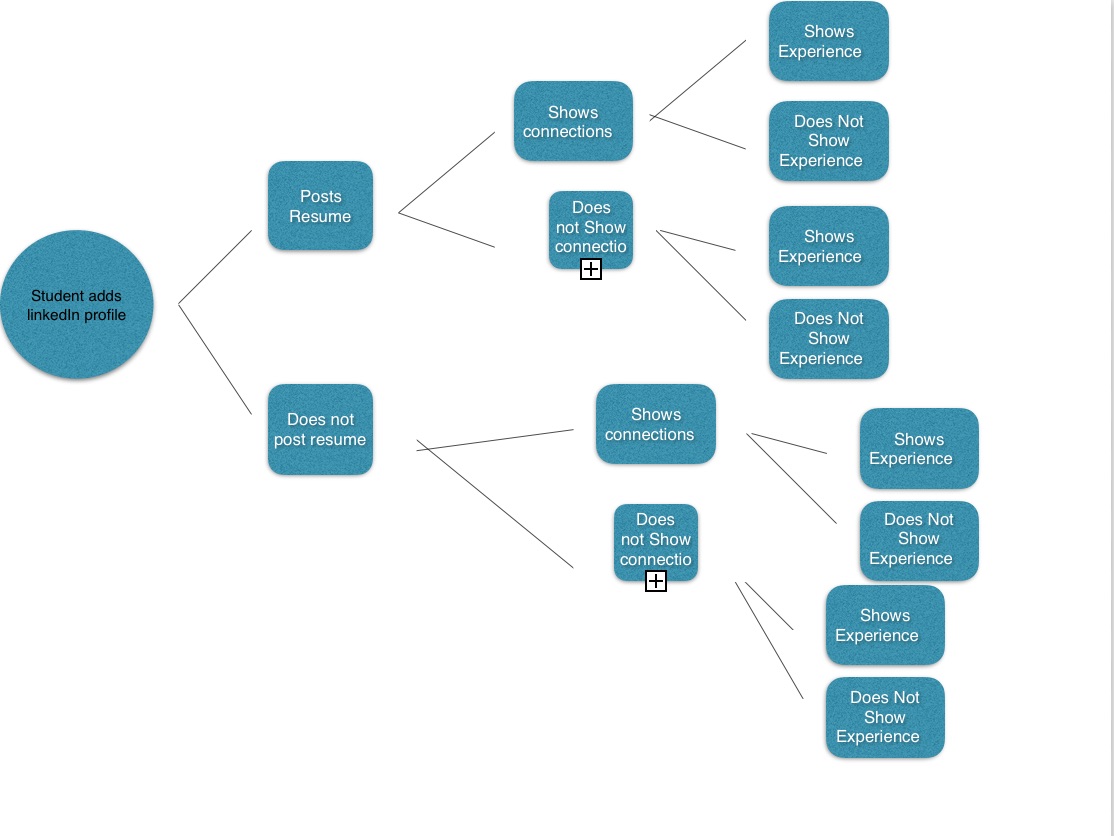 Student adds
linkedIn profile
Posts
Resume
Shows
connections
Shows
Experience
Does Not
Show
Experience
Does
not Show
connectio
Shows
Experience
Does Not
Show
Experience
Does not
post resume
Shows
connections
Shows
Experience
Does Not
Show
Experience
Does
not Show
connectio
Shows
Experience
Does Not
Show
Experience